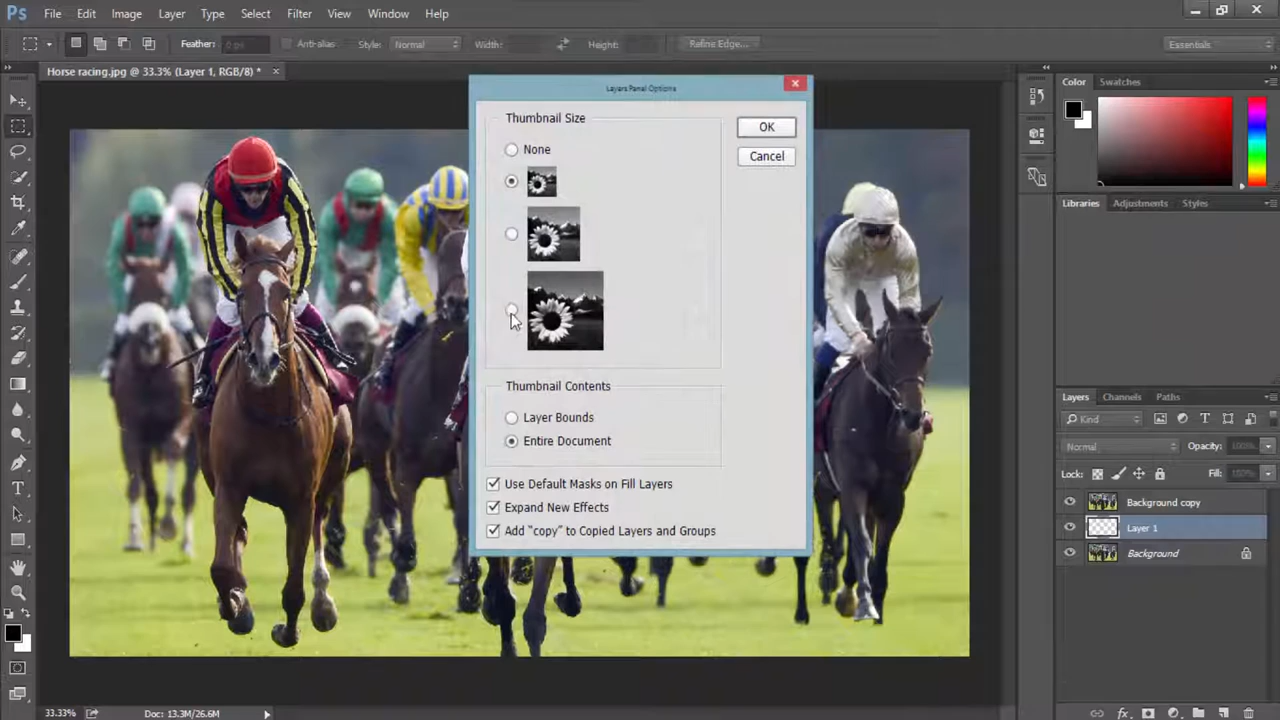 Ps File Edit Image Layer Type Select Filter View Window Help
Feather: 0 px Anti-alias Style: Normal Width: Height: Refine Edge... Essentials
Horse racing.jpg @ 33.3% (Layer 1, RGB/8) * ×
Layers Panel Options
Thumbnail Size
None
OK
Cancel
Thumbnail Contents
Layer Bounds
Entire Document
Use Default Masks on Fill Layers
Expand New Effects
Add “copy” to Copied Layers and Groups
Color Swatches
Libraries Adjustments Styles
Layers Channels Paths
Kind
Normal Opacity: 100%
Lock: Fill: 100%
Background copy
Layer 1
Background
33.33% Doc: 13.3M/26.6M